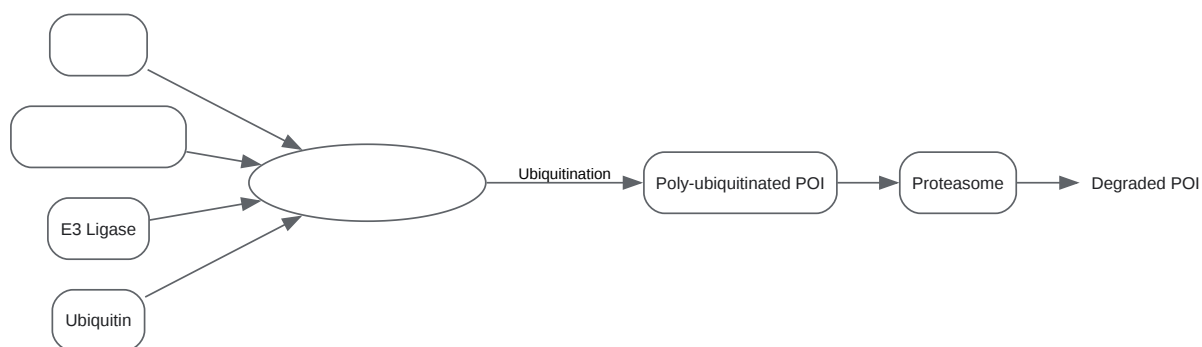 E3 Ligase
Ubiquitin
Ubiquitination
Poly-ubiquitinated POI
Proteasome
Degraded POI